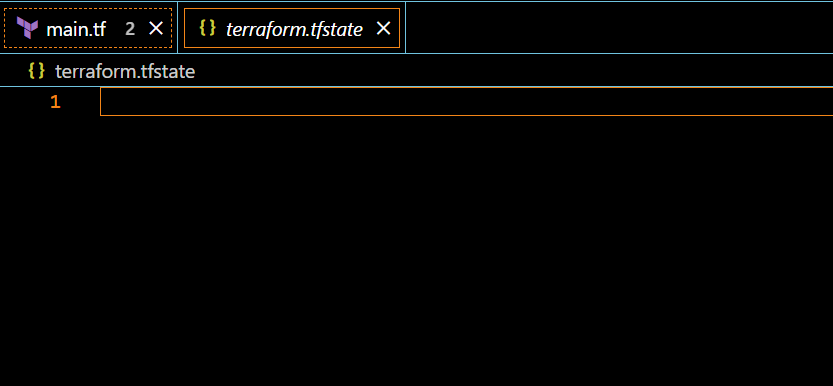 main.tf 2 × {} terraform.tfstate ×
{} terraform.tfstate
1